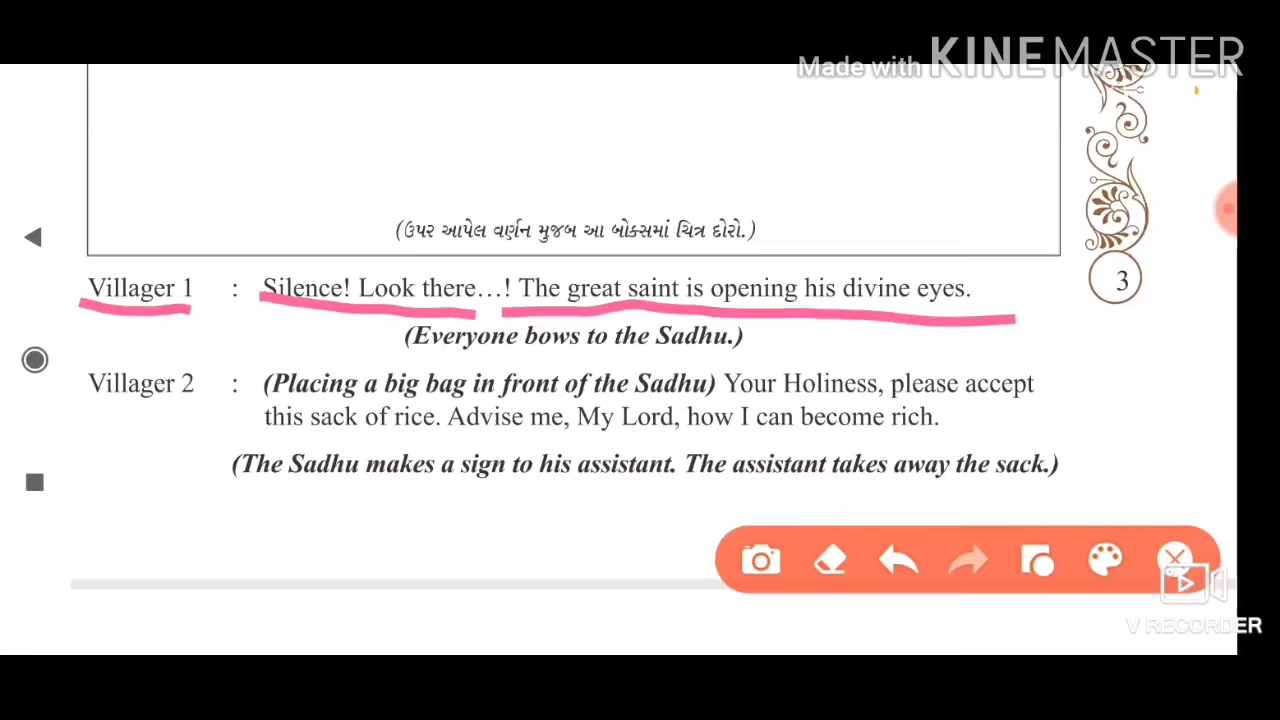 Made with KINEMASTER
(ઉપર આપેલ વર્ણન મુજબ આ બોક્સમાં ચિત્ર દોરો.)
Villager 1 : Silence! Look there…! The great saint is opening his divine eyes.
3
(Everyone bows to the Sadhu.)
Villager 2 : (Placing a big bag in front of the Sadhu) Your Holiness, please accept
this sack of rice. Advise me, My Lord, how I can become rich.
(The Sadhu makes a sign to his assistant. The assistant takes away the sack.)
V RECORDER